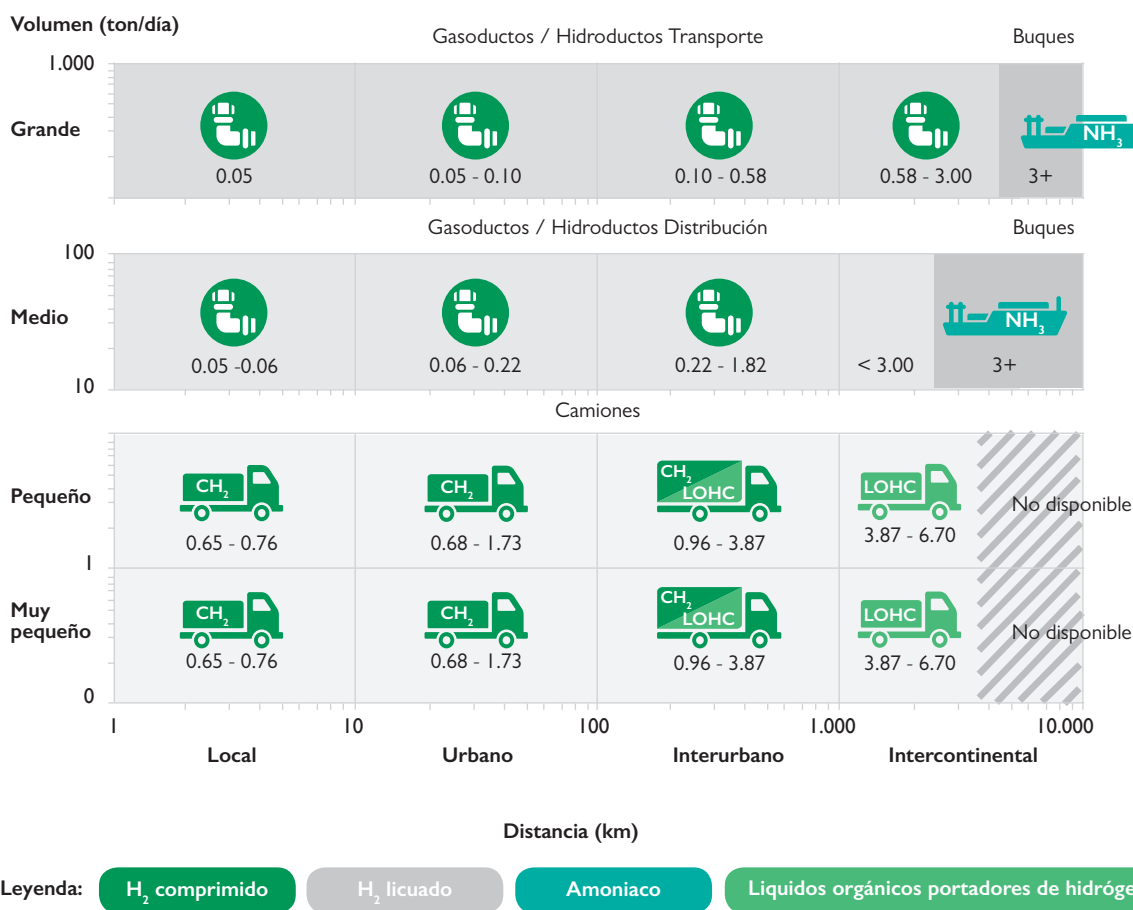 Volumen (ton/día)
Gasoductos / Hidroductos Transporte
Buques
1.000
Grande
NH3
0.05
0.05 - 0.10
0.10 - 0.58
0.58 - 3.00
3+
Gasoductos / Hidroductos Distribución
Buques
100
Medio
NH3
0.05 -0.06
0.06 - 0.22
0.22 - 1.82
< 3.00
3+
10
Camiones
Pequeño
CH2
CH2
CH2
LOHC
LOHC
No disponible
0.65 - 0.76
0.68 - 1.73
0.96 - 3.87
3.87 - 6.70
1
Muy
pequeño
CH2
CH2
CH2
LOHC
LOHC
No disponible
0.65 - 0.76
0.68 - 1.73
0.96 - 3.87
3.87 - 6.70
0
1
10
100
1.000
10.000
Local
Urbano
Interurbano
Intercontinental
Distancia (km)
Leyenda:
H2 comprimido
H2 licuado
Amoniaco
Liquidos orgánicos portadores de hidróge